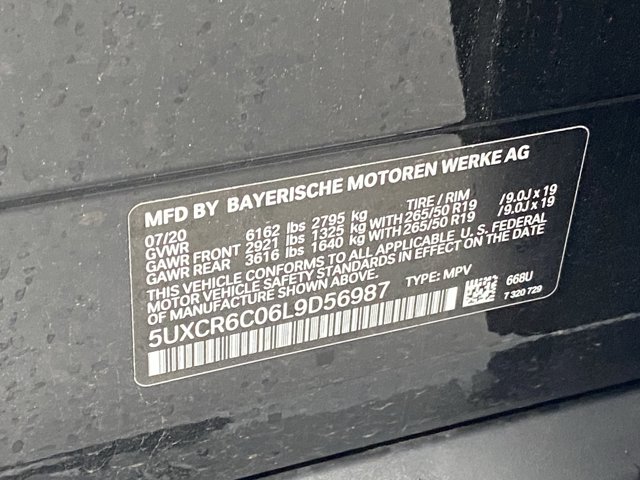 MFD BY BAYERISCHE MOTOREN WERKE AG
07/20 TIRE / RIM
GVWR 6162 lbs 2795 kg
GAWR FRONT 2921 lbs 1325 kg WITH 265/50 R19 /9.0J x 19
GAWR REAR 3616 lbs 1640 kg WITH 265/50 R19 /9.0J x 19
THIS VEHICLE CONFORMS TO ALL APPLICABLE U. S. FEDERAL
MOTOR VEHICLE SAFETY STANDARDS IN EFFECT ON THE DATE
OF MANUFACTURE SHOWN ABOVE.
5UXCR6C06L9D56987 TYPE: MPV 668U
7 320 729